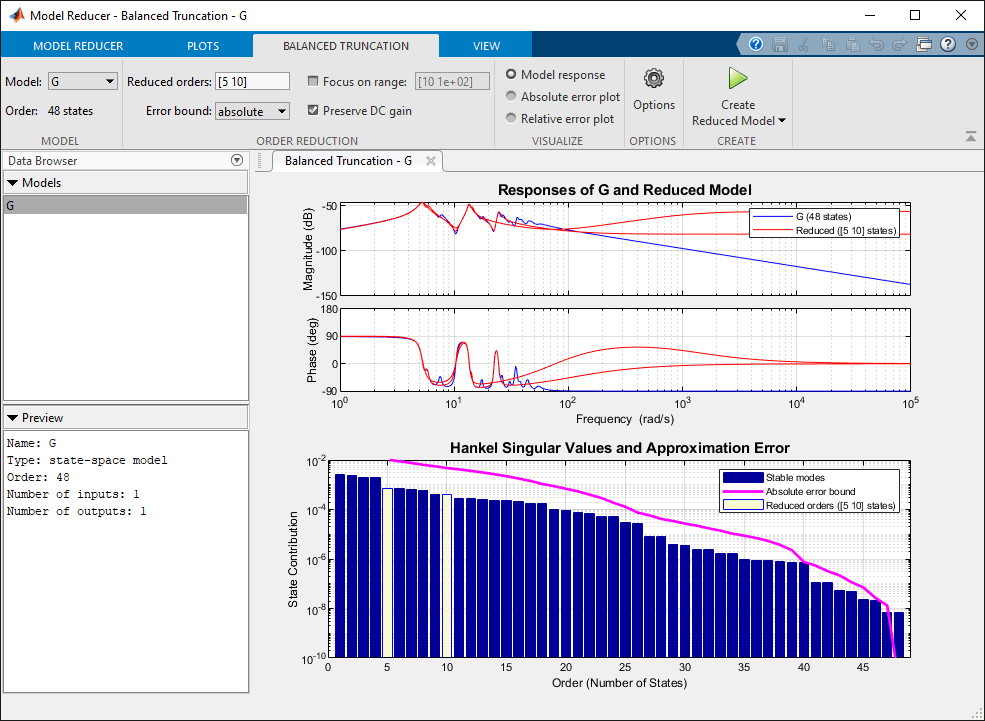 Model Reducer - Balanced Truncation - G
MODEL REDUCER PLOTS BALANCED TRUNCATION VIEW
Model: G Reduced orders: [5 10] Focus on range: [10 1e+02] Model response
Order: 48 states Error bound: absolute Preserve DC gain Absolute error plot Options Create
Relative error plot Reduced Model
MODEL ORDER REDUCTION VISUALIZE OPTIONS CREATE
Data Browser
Models
G
Preview
Name: G
Type: state-space model
Order: 48
Number of inputs: 1
Number of outputs: 1
Balanced Truncation - G
Responses of G and Reduced Model
Magnitude (dB)
-50
-100
-150
G (48 states)
Reduced ([5 10] states)
Phase (deg)
180
90
0
-90
10^0 10^1 10^2 10^3 10^4 10^5
Frequency (rad/s)
Hankel Singular Values and Approximation Error
State Contribution
10^-2
10^-4
10^-6
10^-8
10^-10
Stable modes
Absolute error bound
Reduced orders ([5 10] states)
0 5 10 15 20 25 30 35 40 45
Order (Number of States)